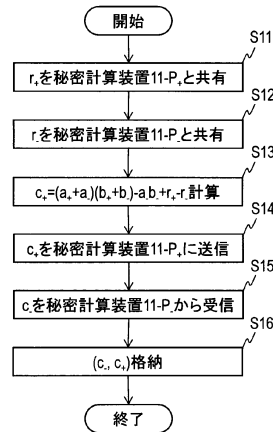 開始
S11
r₊を秘密計算装置11-P₊と共有
S12
r₋を秘密計算装置11-P₋と共有
S13
c₊=(a₊+a₋)(b₊+b₋)-a₋b₋+r₊-r₋計算
S14
c₊を秘密計算装置11-P₊に送信
S15
c₋を秘密計算装置11-P₋から受信
S16
(c₋, c₊)格納
終了